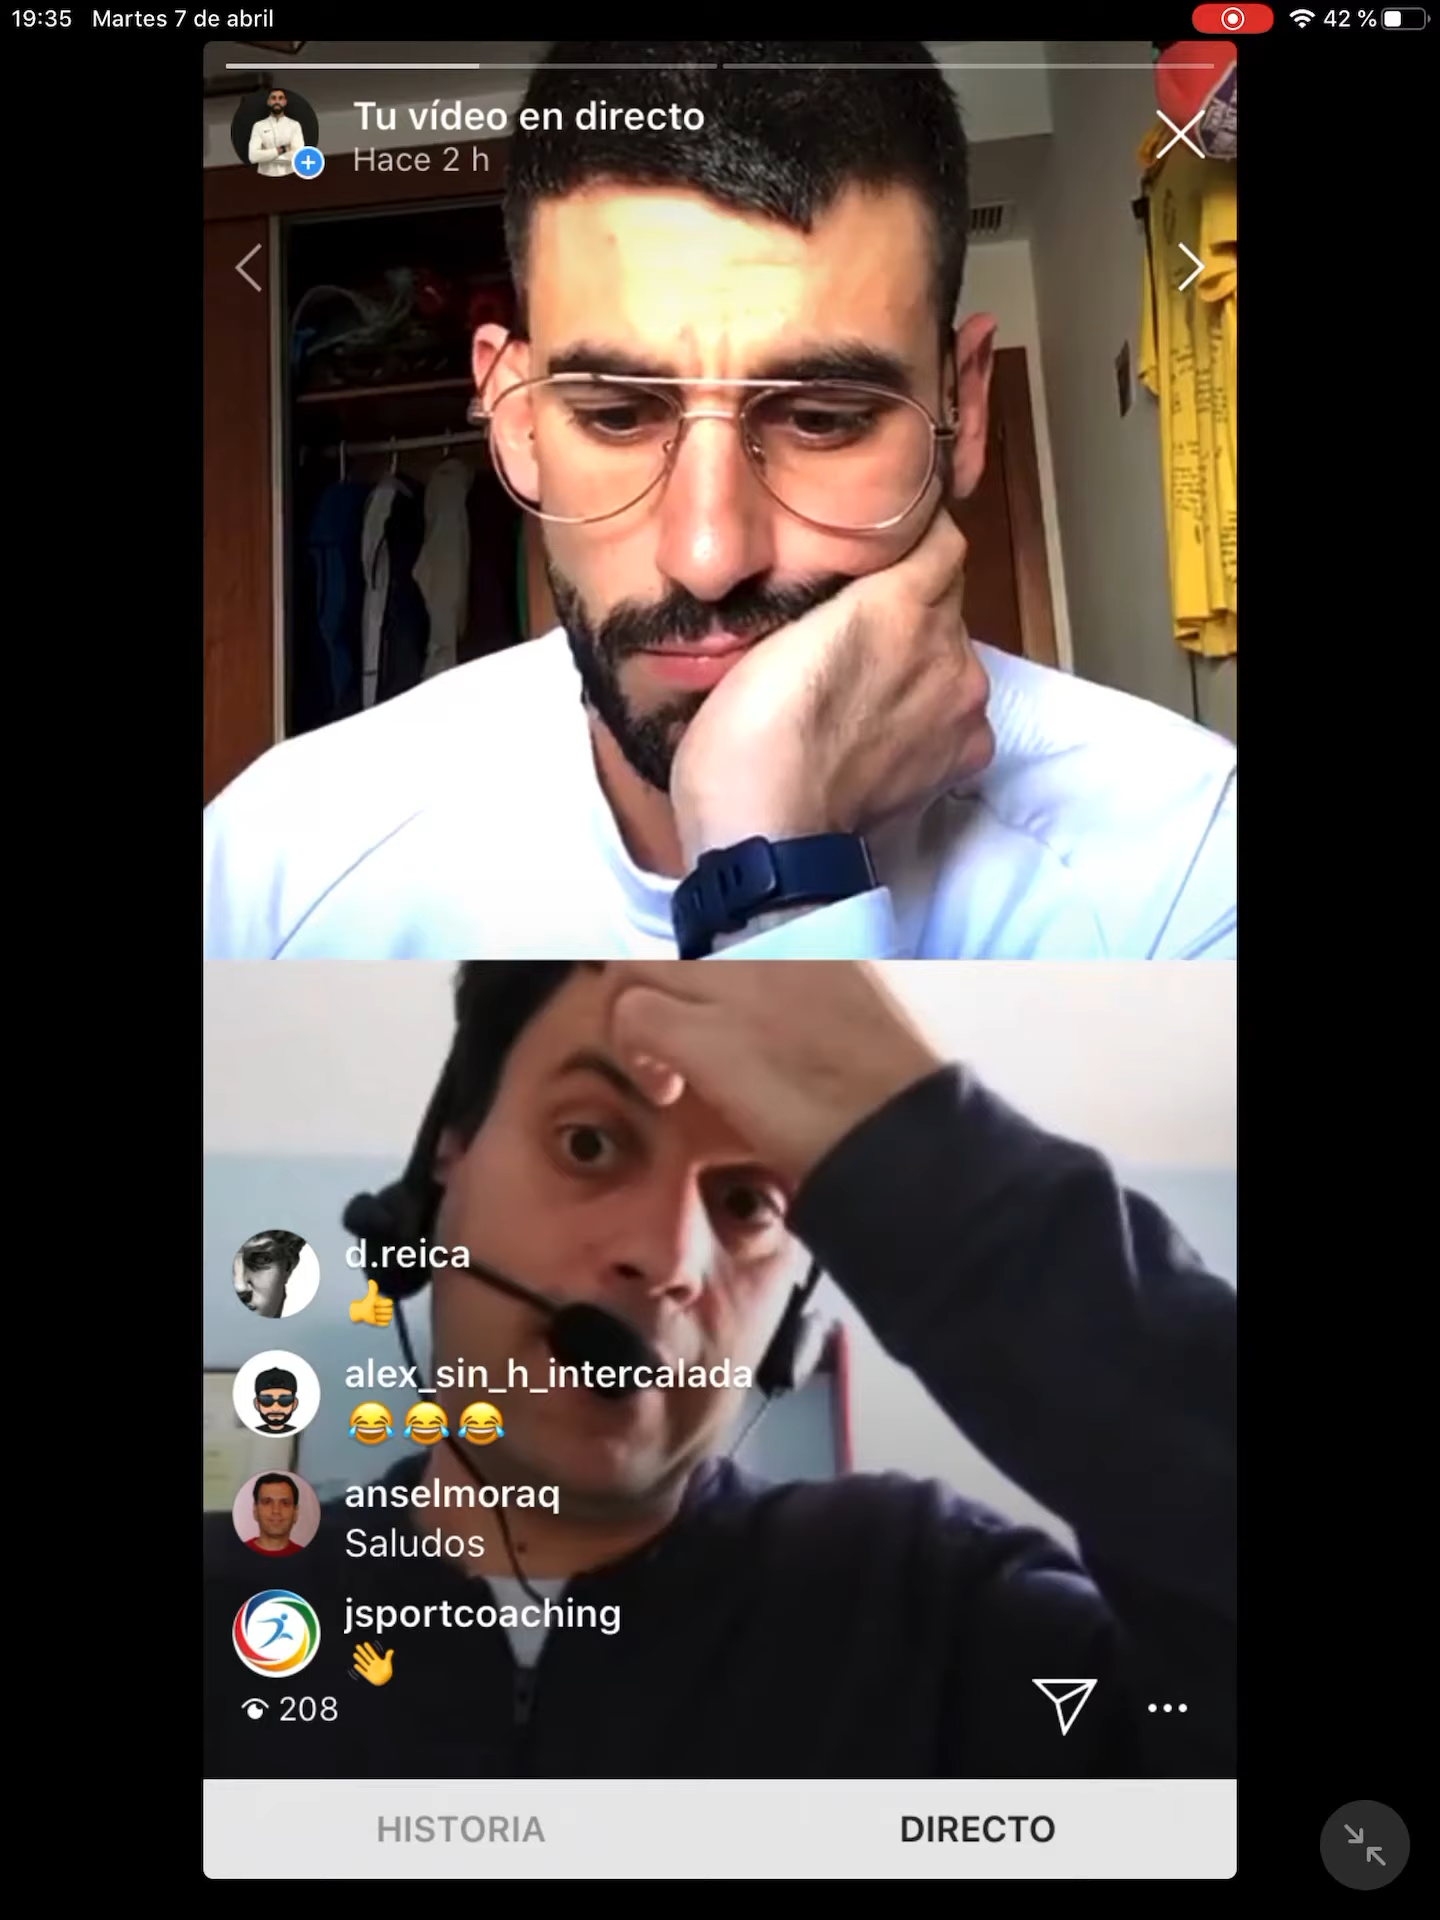 19:35 Martes 7 de abril 42 %
Tu vídeo en directo
Hace 2 h
d.reica
👍
alex_sin_h_intercalada
😂😂😂
anselmoraq
Saludos
jsportcoaching
👋
208
HISTORIA DIRECTO